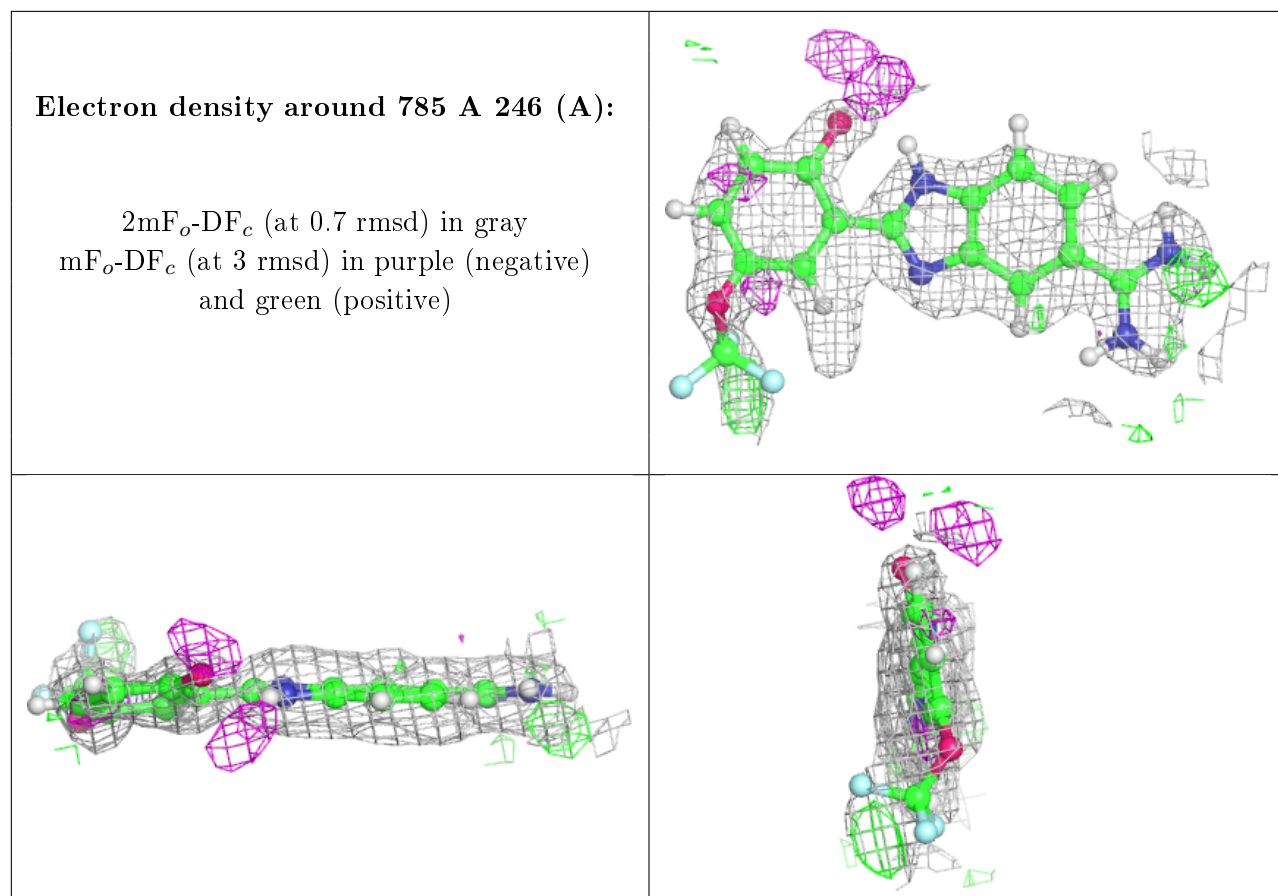 Electron density around 785 A 246 (A):
2mFₒ-DF𝒸 (at 0.7 rmsd) in gray
mFₒ-DF𝒸 (at 3 rmsd) in purple (negative)
and green (positive)